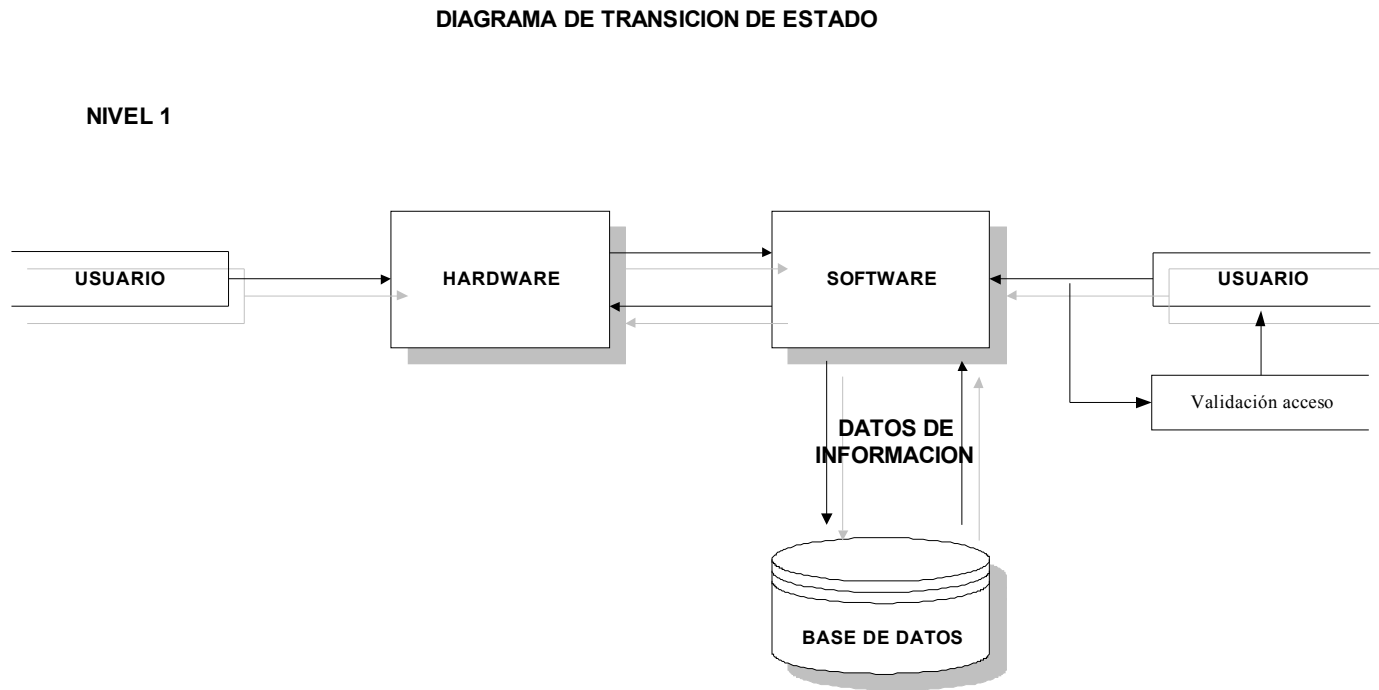 DIAGRAMA DE TRANSICION DE ESTADO
NIVEL 1
USUARIO
HARDWARE
SOFTWARE
USUARIO
Validación acceso
DATOS DE
INFORMACION
BASE DE DATOS